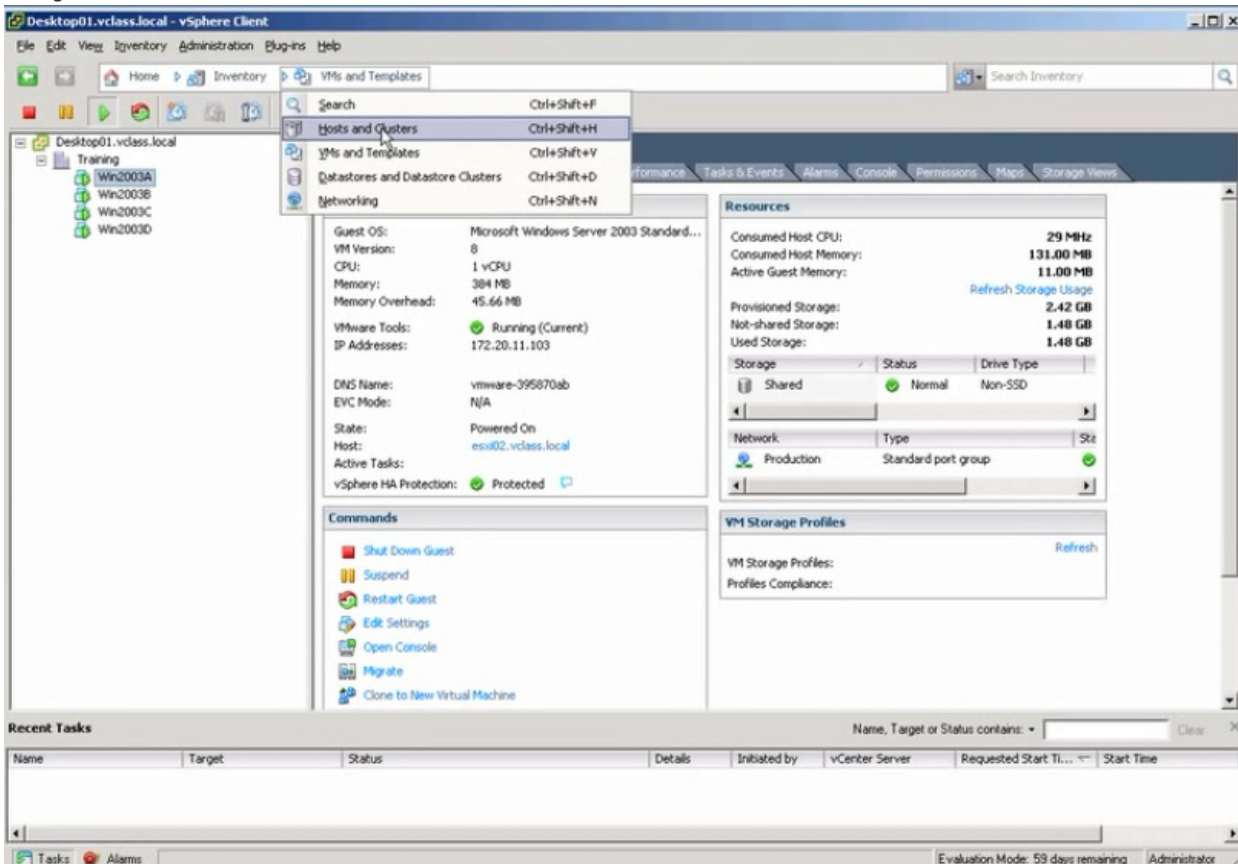 Desktop01.vclass.local - vSphere Client
File Edit View Inventory Administration Plug-ins Help
Home Inventory VMs and Templates Search Inventory
Search Ctrl+Shift+F
Hosts and Clusters Ctrl+Shift+H
VMs and Templates Ctrl+Shift+V
Datastores and Datastore Clusters Ctrl+Shift+D
Networking Ctrl+Shift+N
Desktop01.vclass.local
Training
Win2003A
Win2003B
Win2003C
Win2003D
Tasks & Events Alarms Console Permissions Maps Storage Views
Guest OS: Microsoft Windows Server 2003 Standard...
VM Version: 8
CPU: 1 vCPU
Memory: 384 MB
Memory Overhead: 45.66 MB
VMware Tools: Running (Current)
IP Addresses: 172.20.11.103
DNS Name: vmware-395870ab
EVC Mode: N/A
State: Powered On
Host: esxi02.vclass.local
Active Tasks:
vSphere HA Protection: Protected
Commands
Shut Down Guest
Suspend
Restart Guest
Edit Settings
Open Console
Migrate
Clone to New Virtual Machine
Resources
Consumed Host CPU: 29 MHz
Consumed Host Memory: 131.00 MB
Active Guest Memory: 11.00 MB
Refresh Storage Usage
Provisioned Storage: 2.42 GB
Not-shared Storage: 1.48 GB
Used Storage: 1.48 GB
Storage Status Drive Type
Shared Normal Non-SSD
Network Type Sta
Production Standard port group
VM Storage Profiles
Refresh
VM Storage Profiles:
Profiles Compliance:
Recent Tasks Name, Target or Status contains: Clear
Name Target Status Details Initiated by vCenter Server Requested Start Ti... Start Time
Tasks Alarms Evaluation Mode: 59 days remaining Administrator